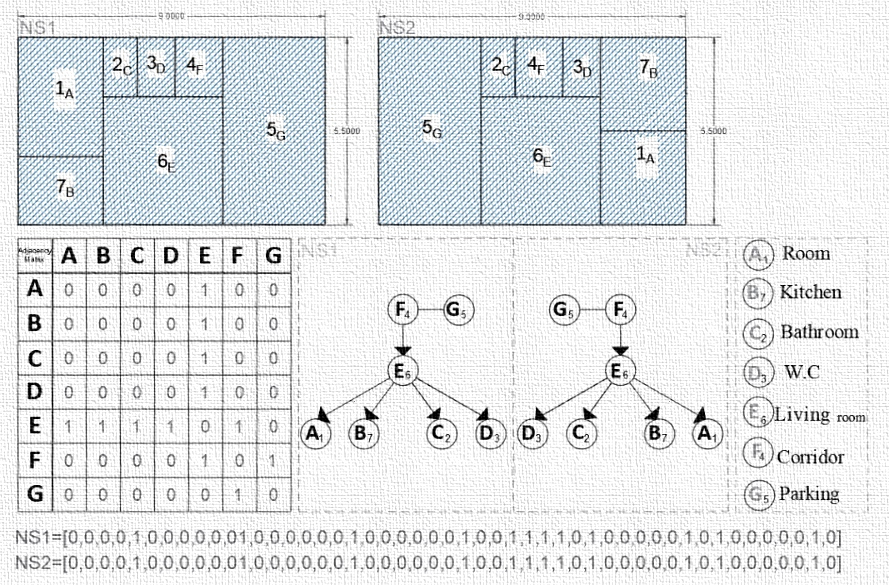 9.0000
NS1
1A
2C
3D
4F
5G
6E
7B
5.5000
9.0000
NS2
5G
2C
4F
3D
7B
6E
1A
5.5000
Adjacency Matrix A B C D E F G
A 0 0 0 0 1 0 0
B 0 0 0 0 1 0 0
C 0 0 0 0 1 0 0
D 0 0 0 0 1 0 0
E 1 1 1 1 0 1 0
F 0 0 0 0 1 0 1
G 0 0 0 0 0 1 0
NS1
F4 G5
E6
A1 B7 C2 D3
NS2
G5 F4
E6
D3 C2 B7 A1
A1 Room
B7 Kitchen
C2 Bathroom
D3 W.C
E6 Living room
F4 Corridor
G5 Parking
NS1=[0,0,0,0,1,0,0,0,0,0,01,0,0,0,0,0,0,1,0,0,0,0,0,0,1,0,0,1,1,1,1,0,1,0,0,0,0,0,1,0,1,0,0,0,0,0,1,0]
NS2=[0,0,0,0,1,0,0,0,0,0,01,0,0,0,0,0,0,1,0,0,0,0,0,0,1,0,0,1,1,1,1,0,1,0,0,0,0,0,1,0,1,0,0,0,0,0,1,0]